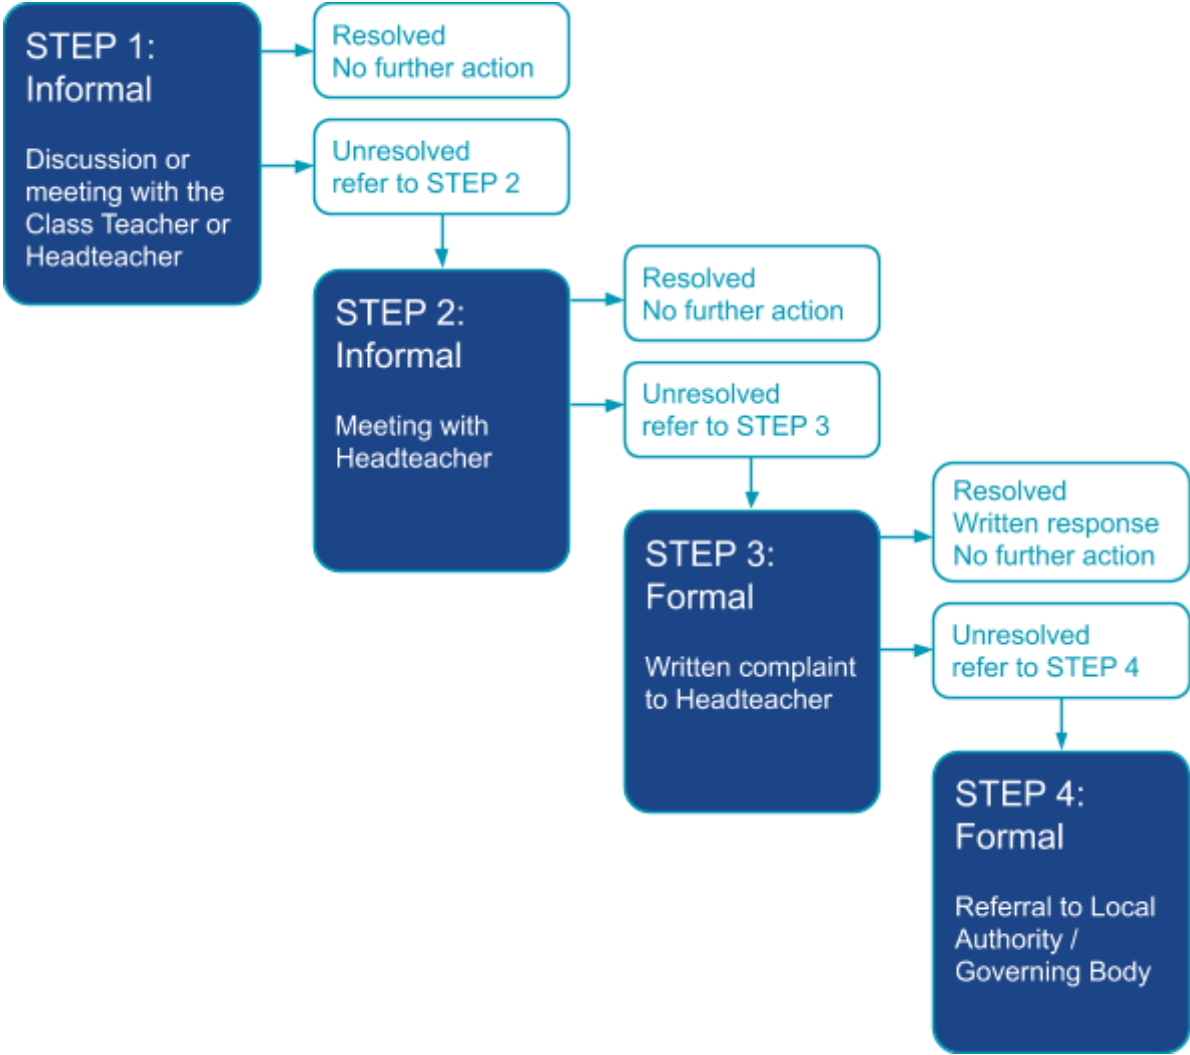 STEP 1:
Informal
Discussion or
meeting with the
Class Teacher or
Headteacher
Resolved
No further action
Unresolved
refer to STEP 2
STEP 2:
Informal
Meeting with
Headteacher
Resolved
No further action
Unresolved
refer to STEP 3
STEP 3:
Formal
Written complaint
to Headteacher
Resolved
Written response
No further action
Unresolved
refer to STEP 4
STEP 4:
Formal
Referral to Local
Authority /
Governing Body